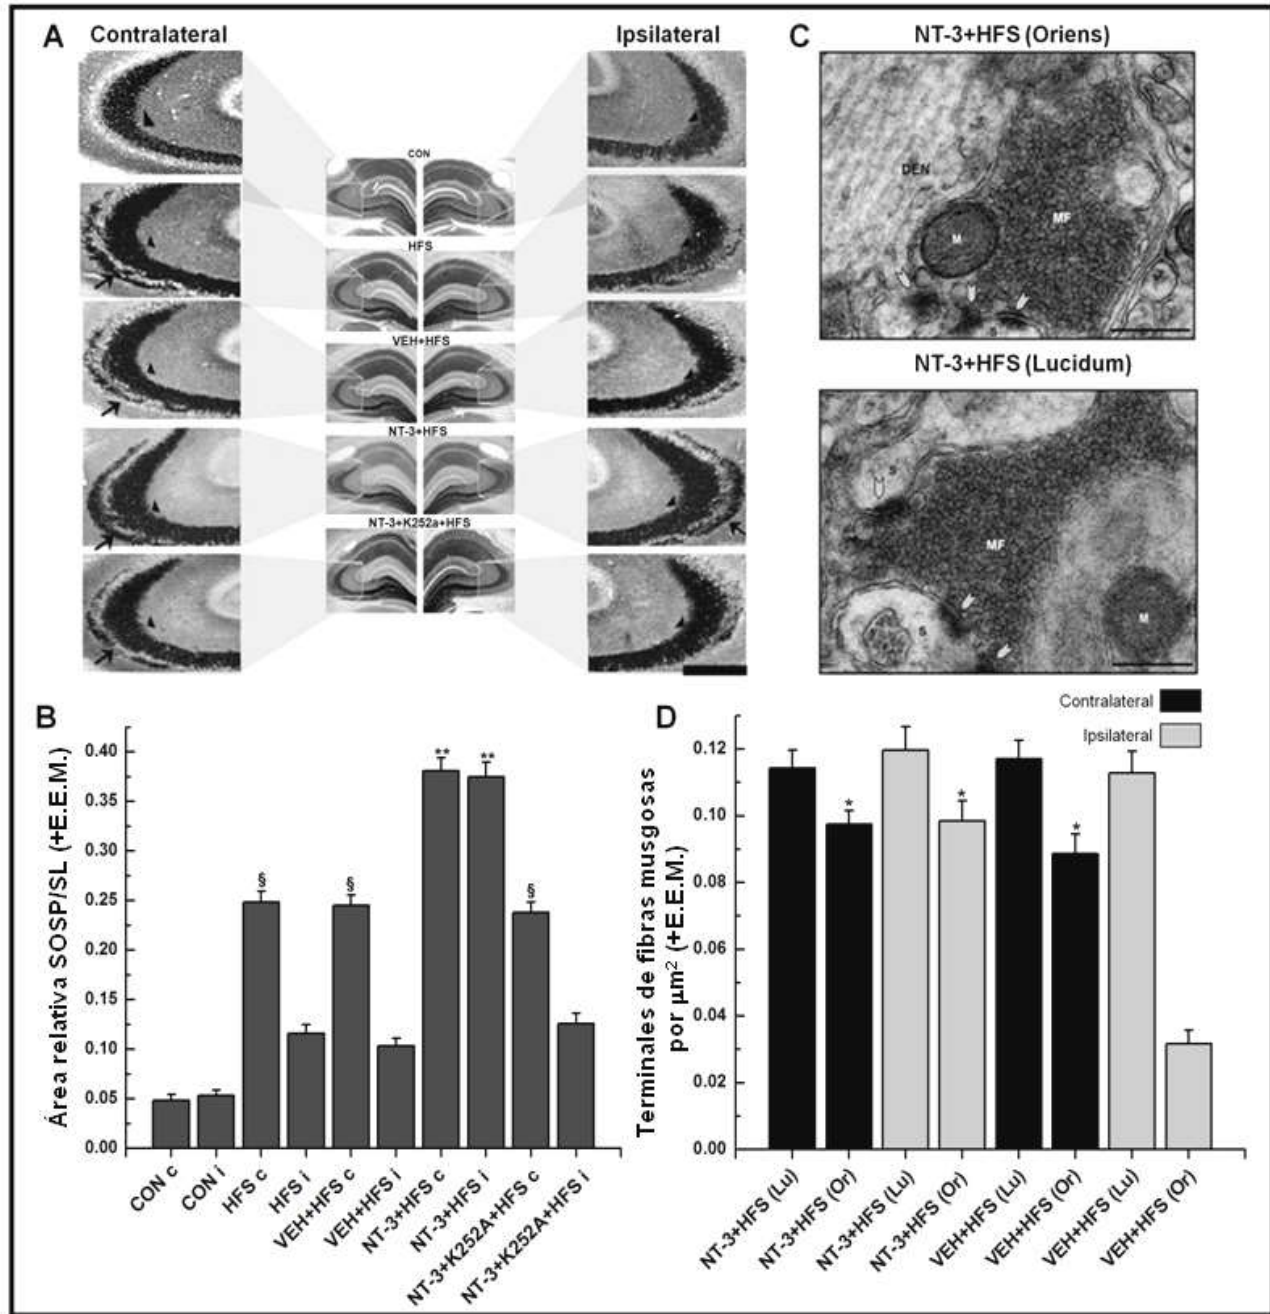 A
Contralateral
Ipsilateral
CON
HFS
VEH+HFS
NT-3+HFS
NT-3+K252a+HFS
C
NT-3+HFS (Oriens)
DEN
MF
M
NT-3+HFS (Lucidum)
S
MF
S
M
B
Área relativa SOSP/SL (+E.E.M.)
0.40
0.35
0.30
0.25
0.20
0.15
0.10
0.05
0.00
§
§
**
**
§
CON c
CON i
HFS c
HFS i
VEH+HFS c
VEH+HFS i
NT-3+HFS c
NT-3+HFS i
NT-3+K252A+HFS c
NT-3+K252A+HFS i
D
Contralateral
Ipsilateral
Terminales de fibras musgosas
por µm² (+E.E.M.)
0.12
0.10
0.08
0.06
0.04
0.02
0.00
*
*
*
NT-3+HFS (Lu)
NT-3+HFS (Or)
NT-3+HFS (Lu)
NT-3+HFS (Or)
VEH+HFS (Lu)
VEH+HFS (Or)
VEH+HFS (Lu)
VEH+HFS (Or)